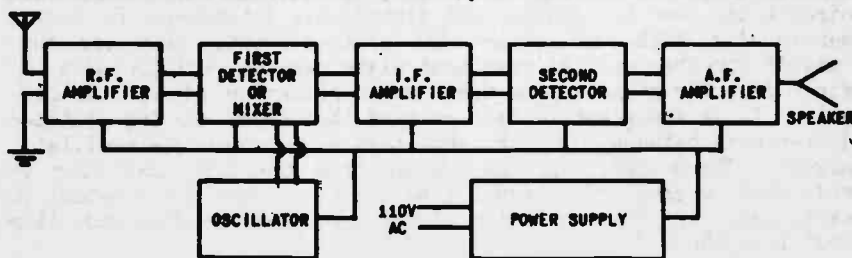 R.F.
AMPLIFIER
FIRST
DETECTOR
OR
MIXER
I.F.
AMPLIFIER
SECOND
DETECTOR
A.F.
AMPLIFIER
SPEAKER
OSCILLATOR
110V
AC
POWER SUPPLY